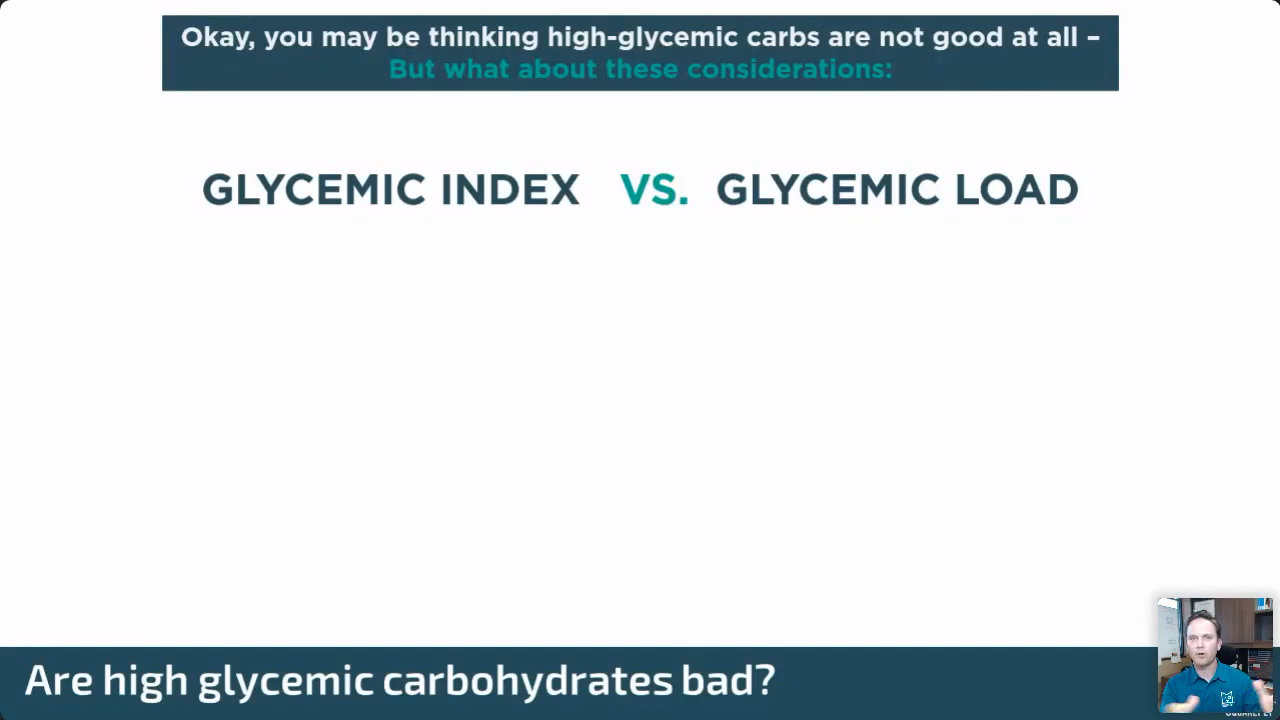 Okay, you may be thinking high-glycemic carbs are not good at all –
But what about these considerations:
GLYCEMIC INDEX VS. GLYCEMIC LOAD
Are high glycemic carbohydrates bad?